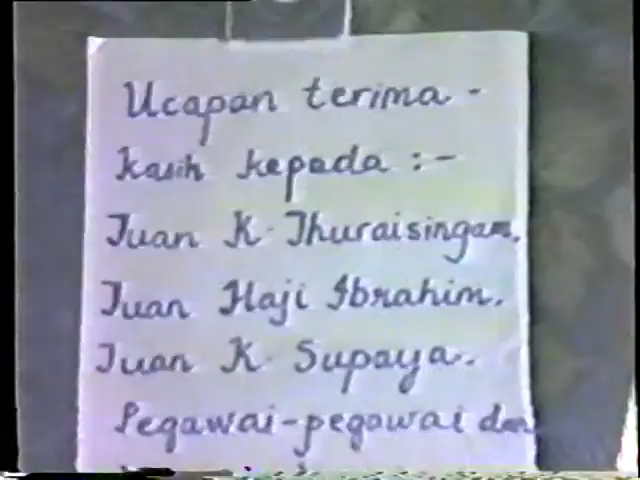 Ucapan terima -
kasih kepada :-
Tuan K. Thuraisingam.
Tuan Haji Ibrahim.
Tuan K. Supaya.
Pegawai-pegawai dan